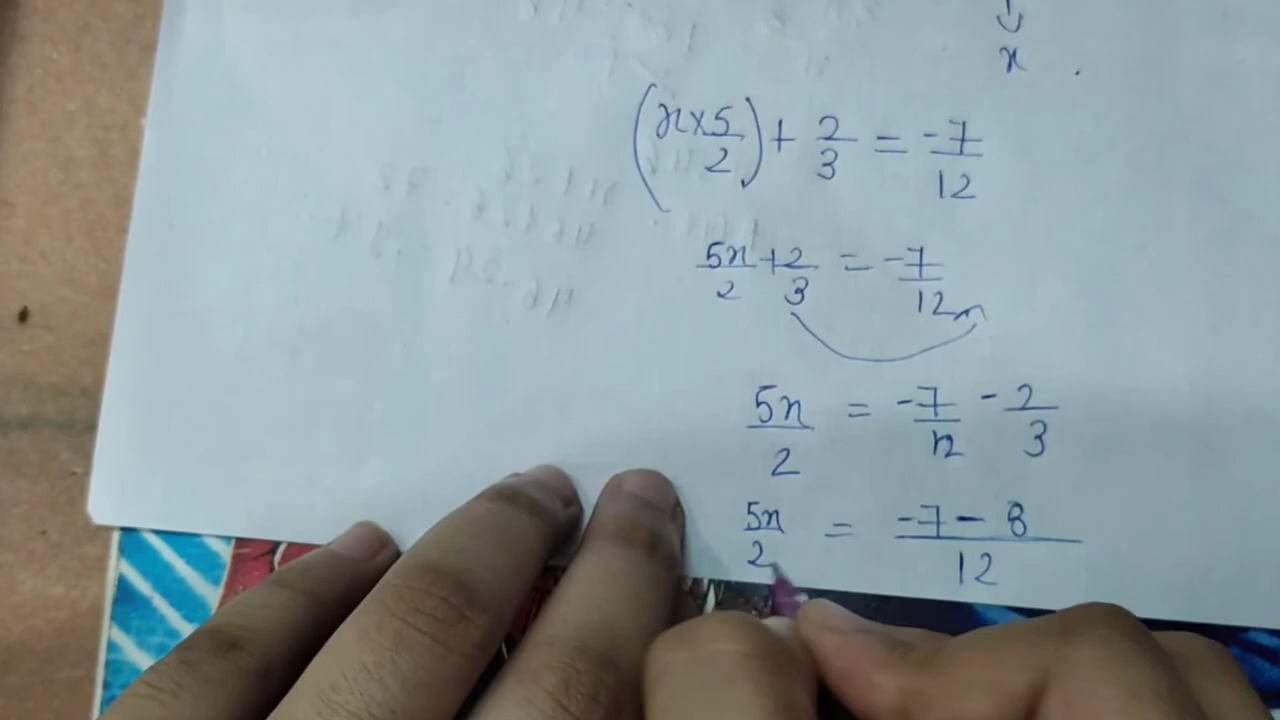 x
(x×5/2) + 2/3 = -7/12
5x/2 + 2/3 = -7/12
5x/2 = -7/12 - 2/3
5x/2 = -7-8/12